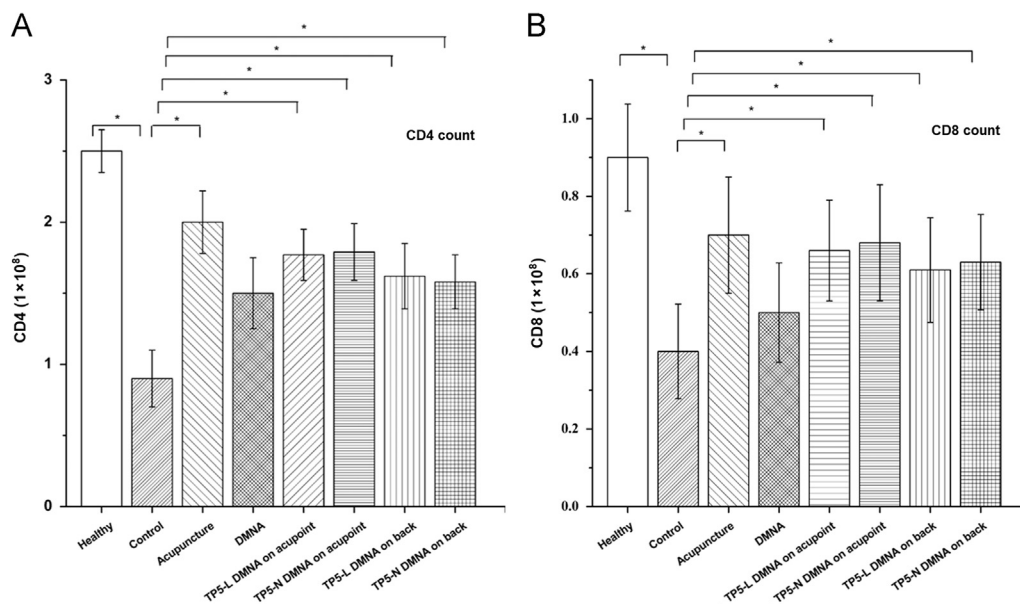 A
*
*
*
*
*
*
CD4 count
3
2
1
0
CD4 (1×10⁸)
Healthy
Control
Acupuncture
DMNA
TP5-L DMNA on acupoint
TP5-N DMNA on acupoint
TP5-L DMNA on back
TP5-N DMNA on back
B
*
*
*
*
*
*
CD8 count
1.0
0.8
0.6
0.4
0.2
0.0
CD8 (1×10⁸)
Healthy
Control
Acupuncture
DMNA
TP5-L DMNA on acupoint
TP5-N DMNA on acupoint
TP5-L DMNA on back
TP5-N DMNA on back